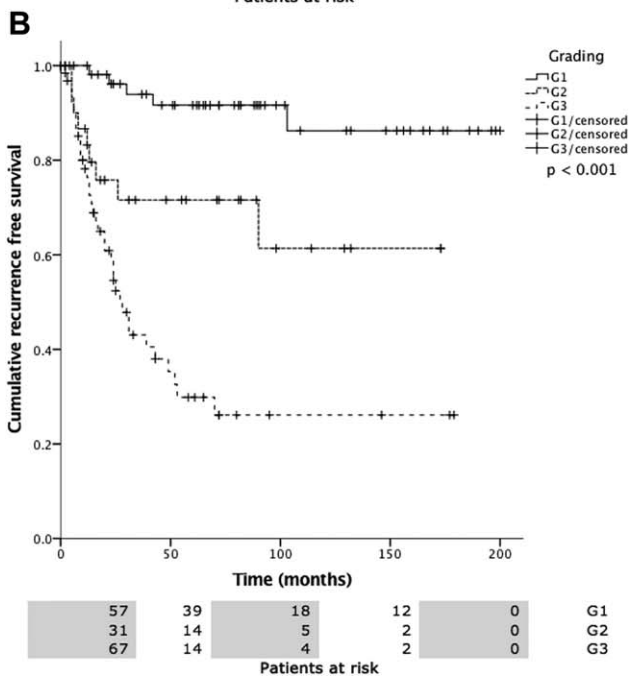 Patients at risk
B
Grading
G1
G2
G3
G1/censored
G2/censored
G3/censored
p < 0.001
Cumulative recurrence free survival
1.0
0.8
0.6
0.4
0.2
0.0
0 50 100 150 200
Time (months)
57 39 18 12 0 G1
31 14 5 2 0 G2
67 14 4 2 0 G3
Patients at risk